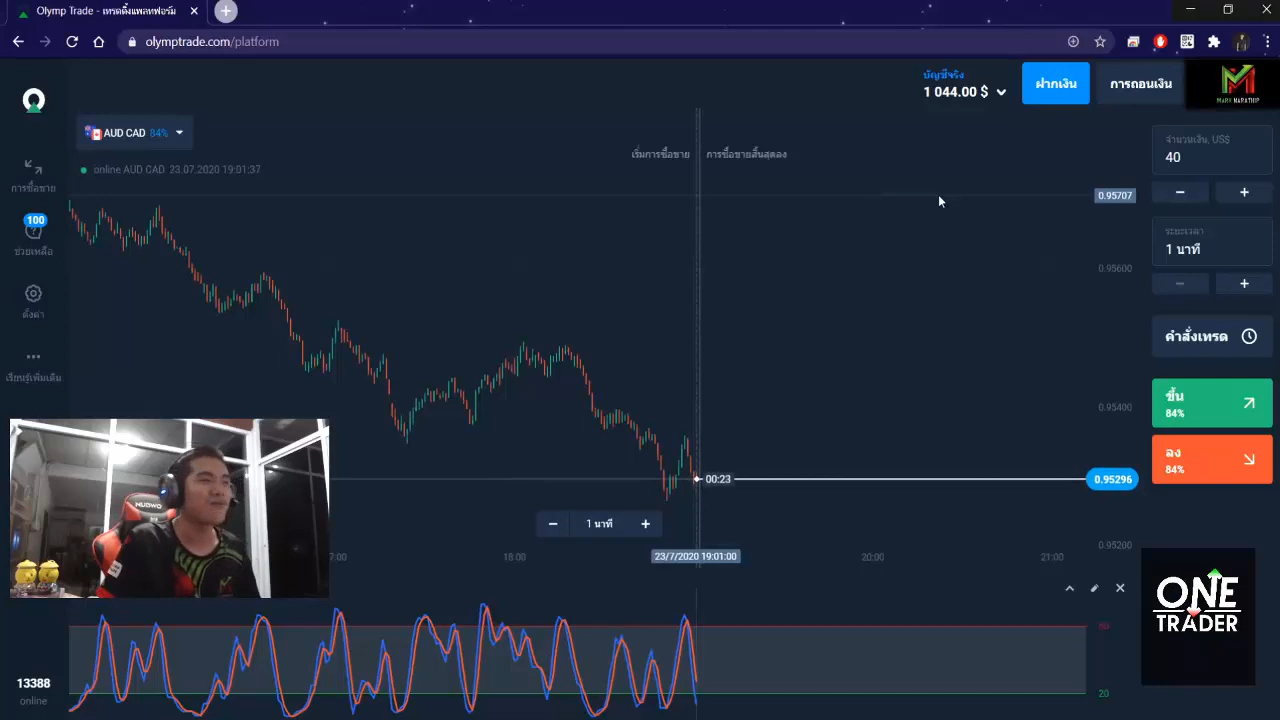 Olymp Trade - เทรดดิ้งแพลทฟอร์ม
olymptrade.com/platform
บัญชีจริง
1 044.00 $
ฝากเงิน
การถอนเงิน
MARK NARATHIP
AUD CAD 84%
online AUD CAD 23.07.2020 19:01:37
เริ่มการซื้อขาย
การซื้อขายสิ้นสุดลง
จำนวนเงิน, US$
40
0.95707
การซื้อขาย
100
ช่วยเหลือ
ระยะเวลา
1 นาที
0.95600
ตั้งค่า
คำสั่งเทรด
เรียนรู้เพิ่มเติม
ขึ้น
84%
0.95400
ลง
84%
00:23
0.95296
NUBWO
1 นาที
0.95200
7:00
18:00
23/7/2020 19:01:00
20:00
21:00
ONE
TRADER
80
20
13388
online